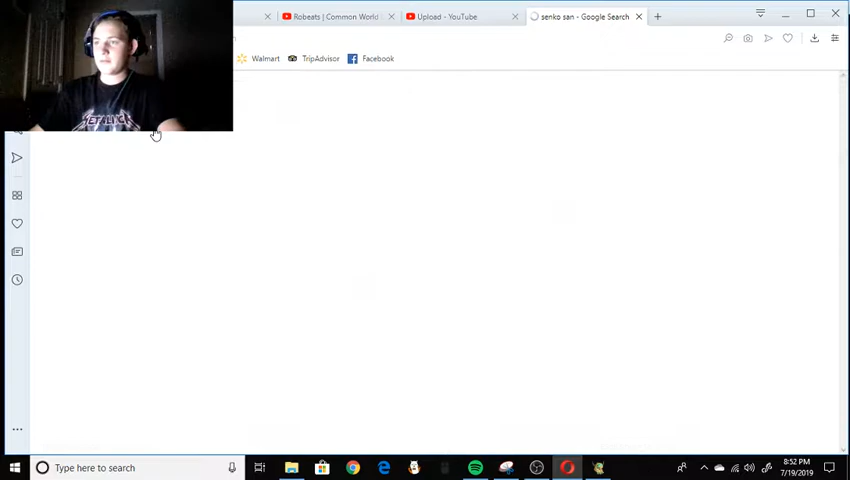 Robeats | Common World
Upload - YouTube
senko san - Google Search
Walmart
TripAdvisor
Facebook
METALLICA
Type here to search
8:52 PM
7/19/2019